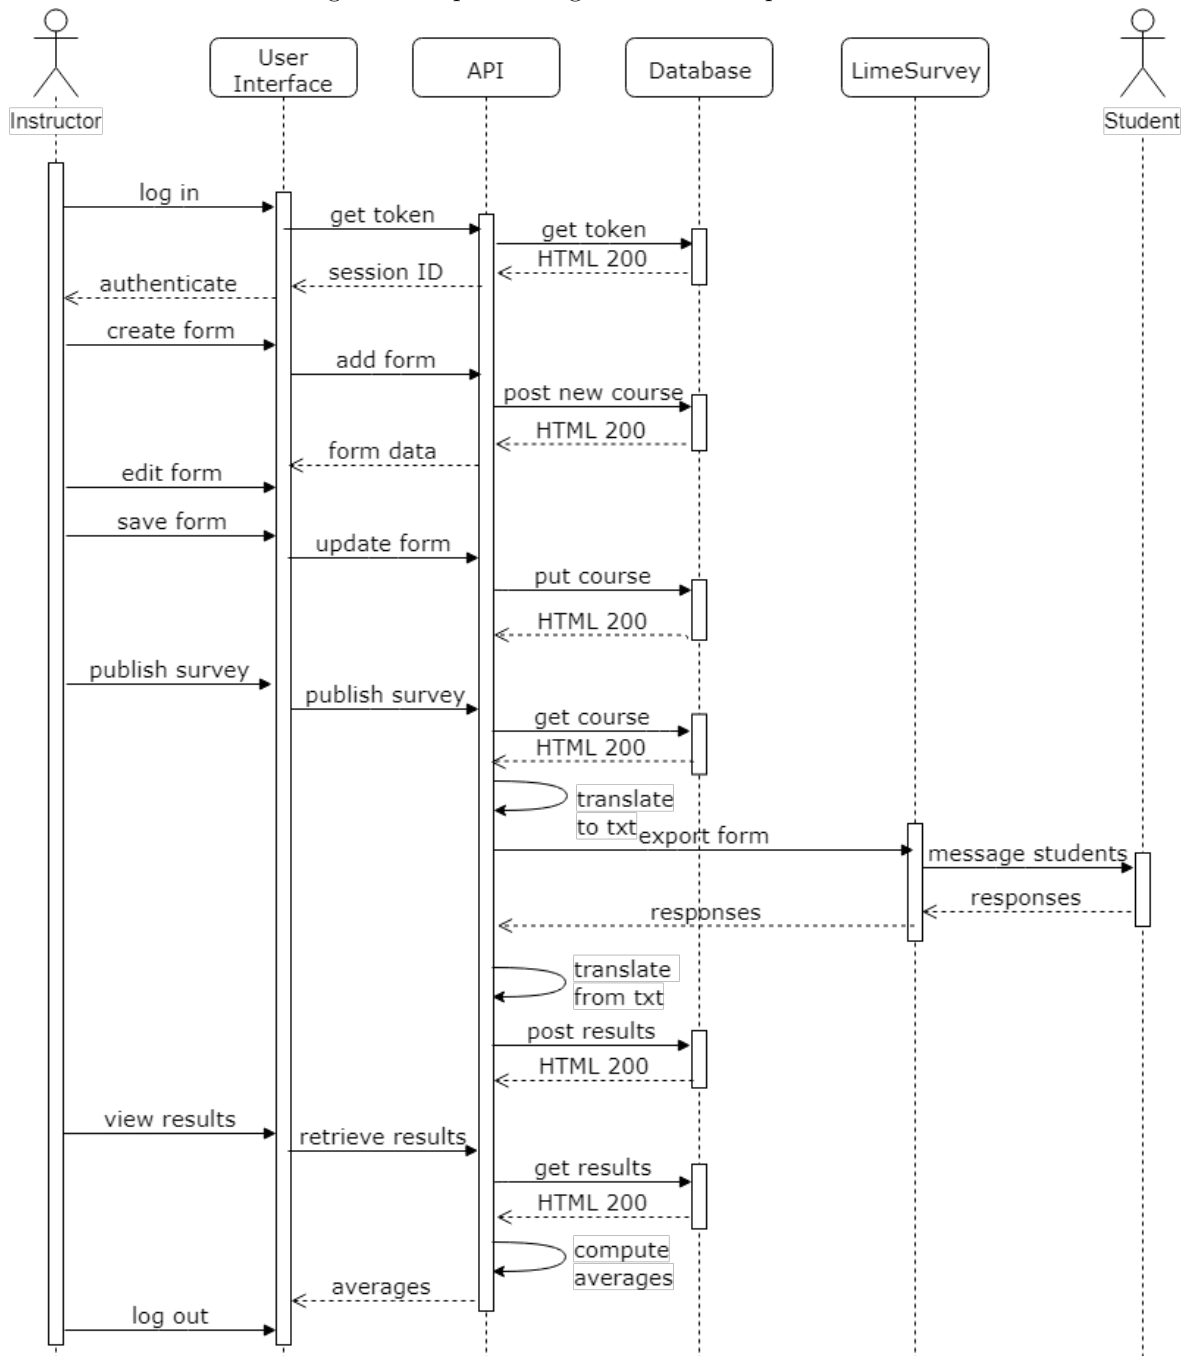 User
Interface
API
Database
LimeSurvey
Instructor
Student
log in
get token
get token
HTML 200
session ID
authenticate
create form
add form
post new course
HTML 200
form data
edit form
save form
update form
put course
HTML 200
publish survey
publish survey
get course
HTML 200
translate
to txt
export form
message students
responses
responses
translate
from txt
post results
HTML 200
view results
retrieve results
get results
HTML 200
compute
averages
averages
log out